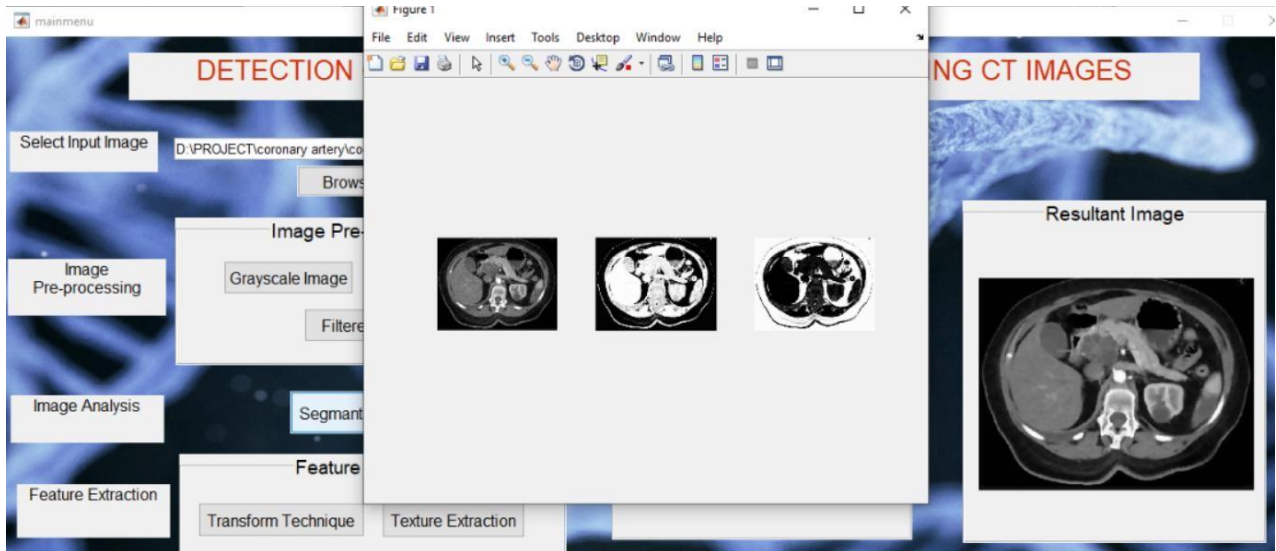 mainmenu
Figure 1
File Edit View Insert Tools Desktop Window Help
DETECTION
NG CT IMAGES
Select Input Image
D:\PROJECT\coronary artery\co
Brows
Image Pre-
Resultant Image
Image
Pre-processing
Grayscale Image
Filtere
Image Analysis
Segmant
Feature
Feature Extraction
Transform Technique
Texture Extraction